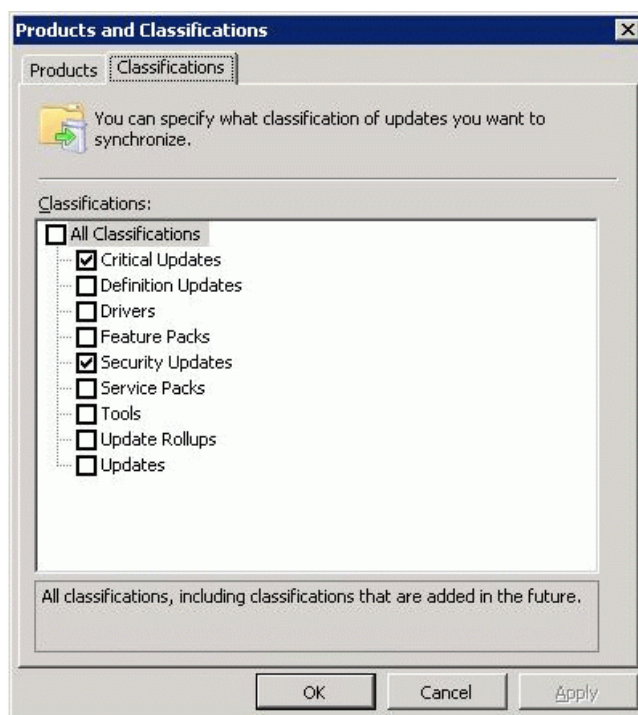 Products and Classifications
Products
Classifications
You can specify what classification of updates you want to
synchronize.
Classifications:
All Classifications
Critical Updates
Definition Updates
Drivers
Feature Packs
Security Updates
Service Packs
Tools
Update Rollups
Updates
All classifications, including classifications that are added in the future.
OK
Cancel
Apply